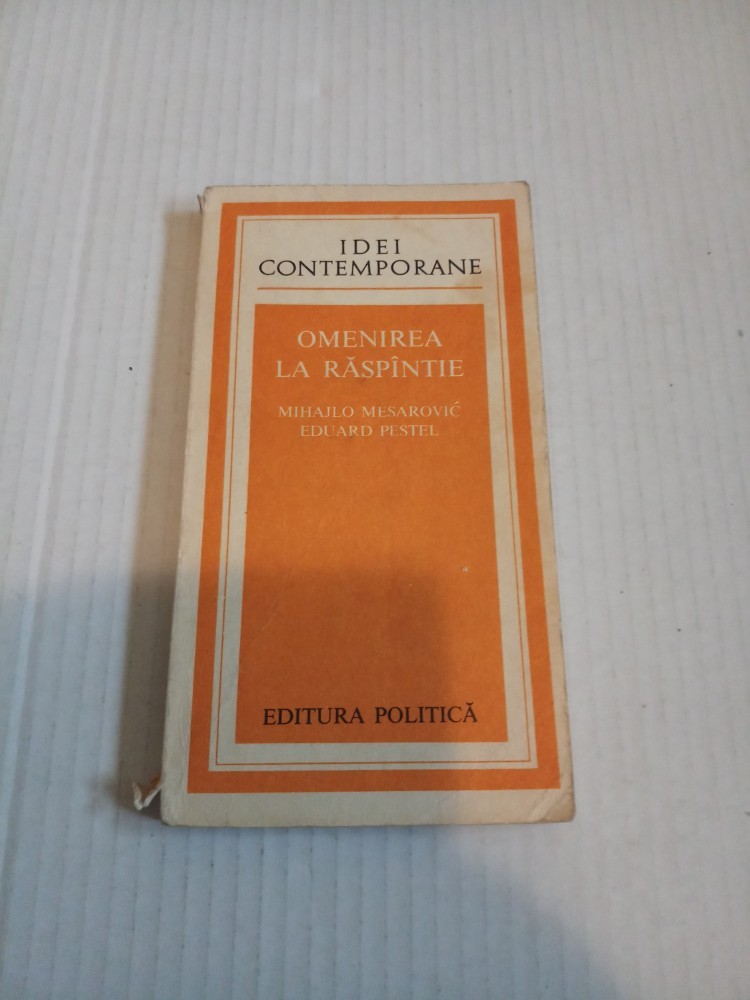 IDEI
CONTEMPORANE
OMENIREA
LA RĂSPÎNTIE
MIHAJLO MESAROVIĆ
EDUARD PESTEL
EDITURA POLITICĂ